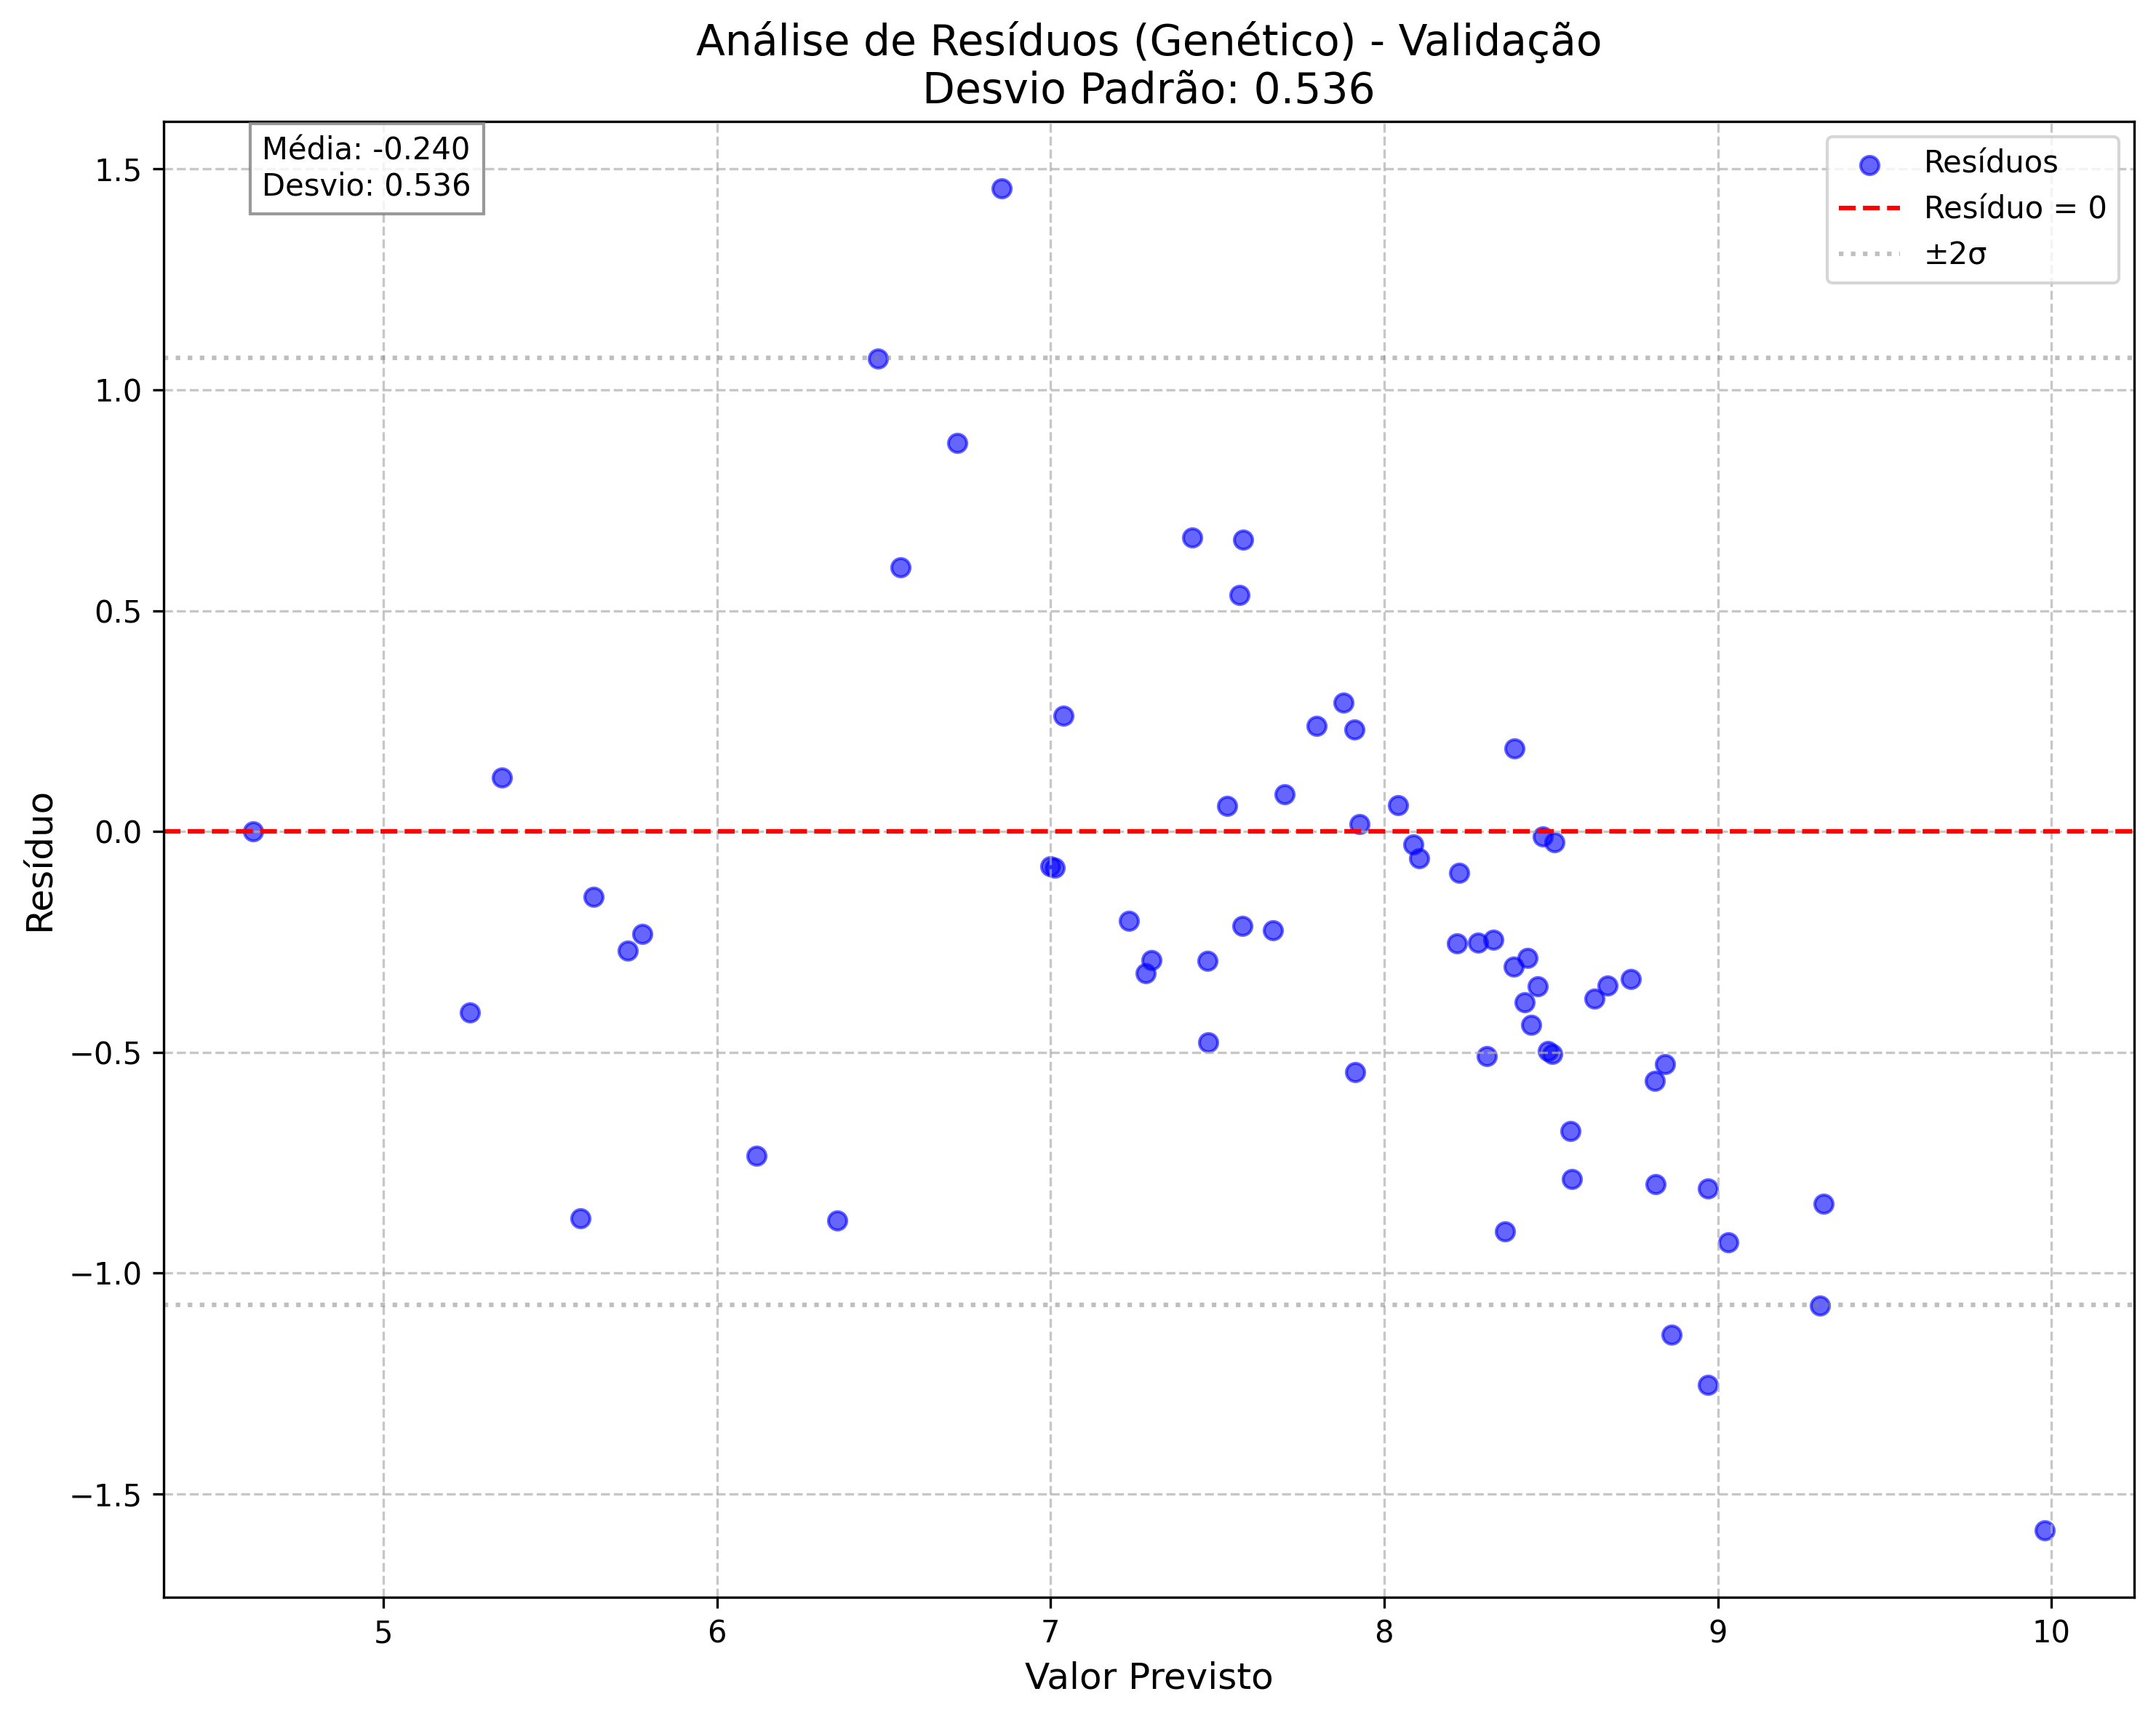 Análise de Resíduos (Genético) - Validação
Desvio Padrão: 0.536
Média: -0.240
Desvio: 0.536
Resíduos
Resíduo = 0
±2σ
1.5
1.0
0.5
0.0
−0.5
−1.0
−1.5
Resíduo
5 6 7 8 9 10
Valor Previsto